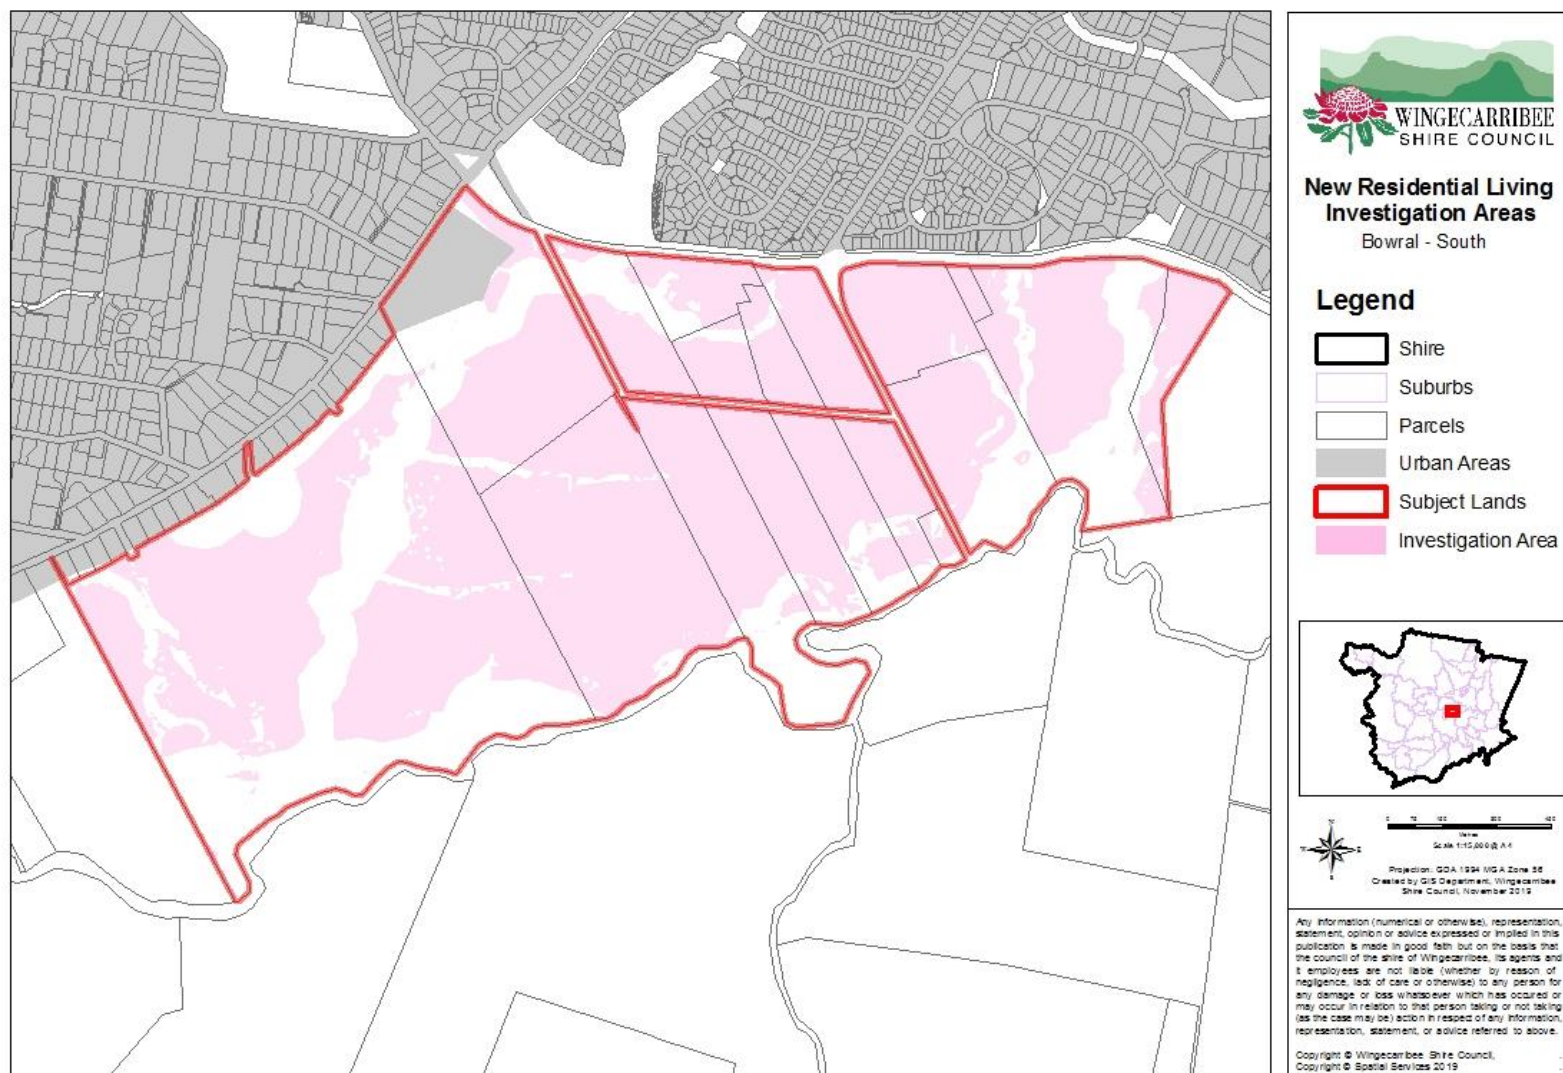 WINGECARRIBEE
SHIRE COUNCIL
New Residential Living
Investigation Areas
Bowral - South
Legend
Shire
Suburbs
Parcels
Urban Areas
Subject Lands
Investigation Area
N
W
E
S
0
Scale 1:15,000@ A4
Projection: GDA 1994 MGA Zone 56
Created by GIS Department, Wingecarribee
Shire Council, November 2019
Any information (numerical or otherwise), representation,
statement, opinion or advice expressed or implied in this
publication is made in good faith but on the basis that
the council of the shire of Wingecarribee, its agents and
it employees are not liable (whether by reason of
negligence, lack of care or otherwise) to any person for
any damage or loss whatsoever which has occured or
may occur in relation to that person taking or not taking
(as the case may be) action in respect of any information,
representation, statement, or advice referred to above.
Copyright © Wingecarribee Shire Council,
Copyright © Spatial Services 2019